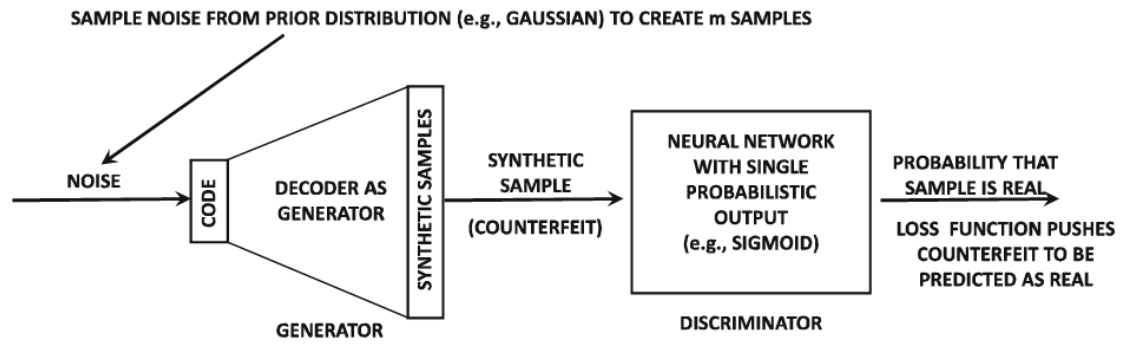 SAMPLE NOISE FROM PRIOR DISTRIBUTION (e.g., GAUSSIAN) TO CREATE m SAMPLES
NOISE
CODE
DECODER AS
GENERATOR
SYNTHETIC SAMPLES
GENERATOR
SYNTHETIC
SAMPLE
(COUNTERFEIT)
NEURAL NETWORK
WITH SINGLE
PROBABILISTIC
OUTPUT
(e.g., SIGMOID)
DISCRIMINATOR
PROBABILITY THAT
SAMPLE IS REAL
LOSS FUNCTION PUSHES
COUNTERFEIT TO BE
PREDICTED AS REAL